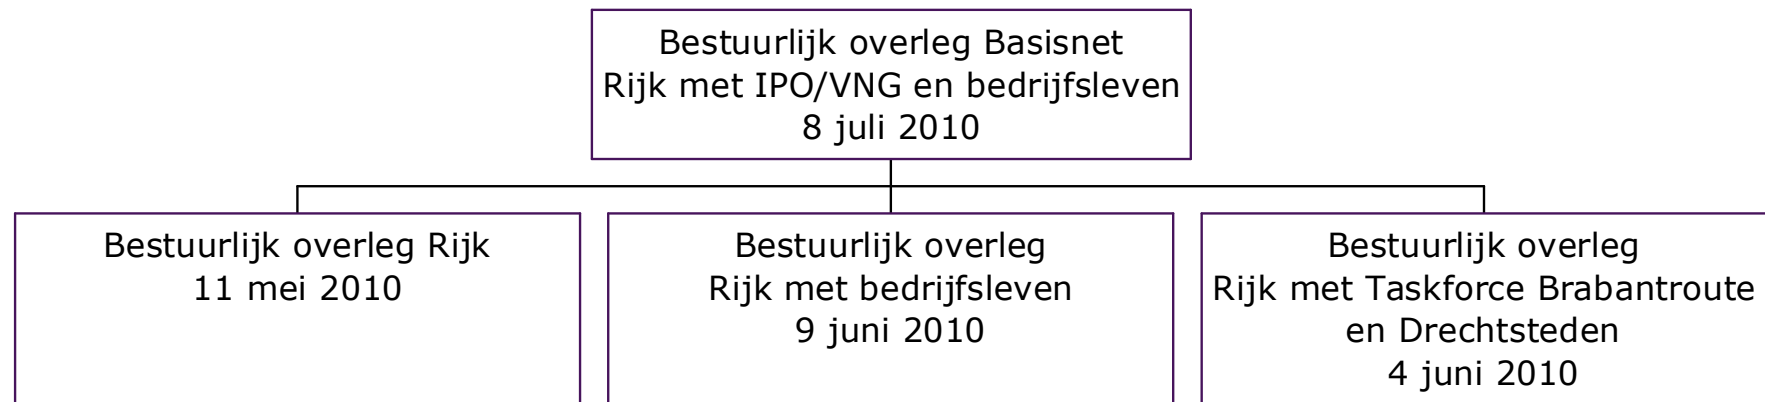 Bestuurlijk overleg Basisnet
Rijk met IPO/VNG en bedrijfsleven
8 juli 2010
Bestuurlijk overleg Rijk
11 mei 2010
Bestuurlijk overleg
Rijk met bedrijfsleven
9 juni 2010
Bestuurlijk overleg
Rijk met Taskforce Brabantroute
en Drechtsteden
4 juni 2010